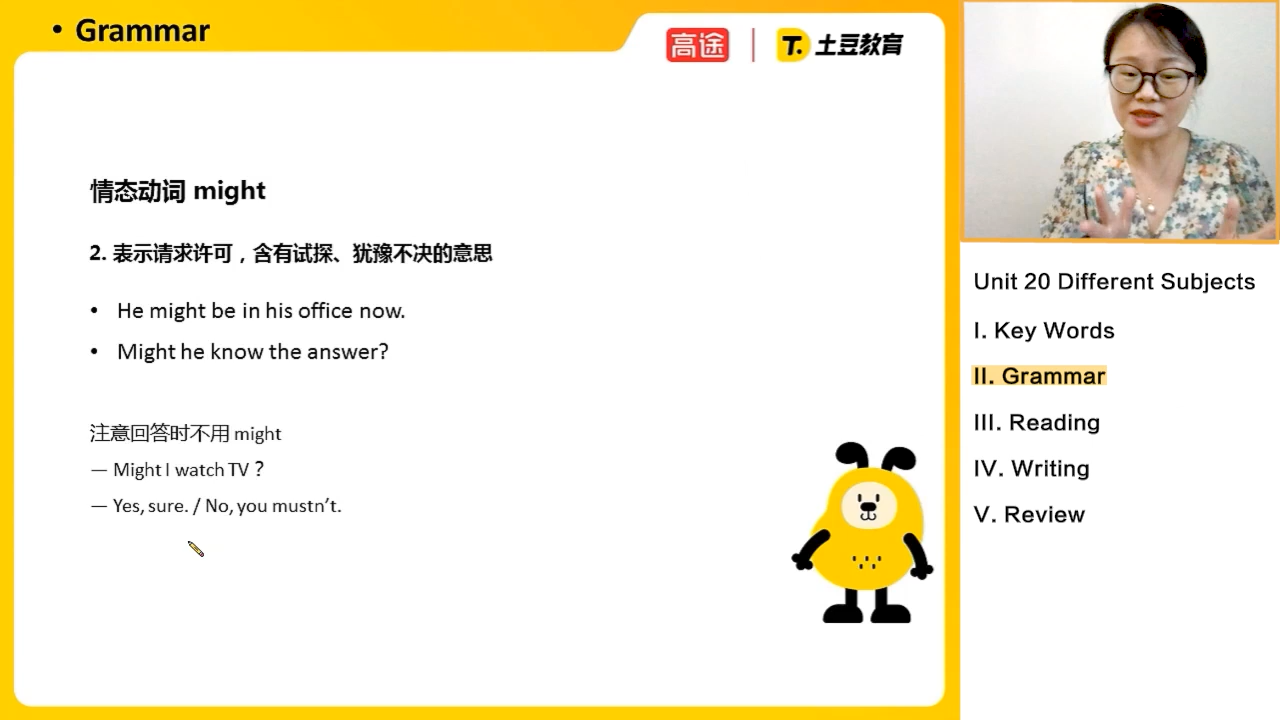 • Grammar
高途 | T. 土豆教育
情态动词 might
2. 表示请求许可，含有试探、犹豫不决的意思
• He might be in his office now.
• Might he know the answer?
注意回答时不用 might
— Might I watch TV？
— Yes, sure. / No, you mustn’t.
Unit 20 Different Subjects
I. Key Words
II. Grammar
III. Reading
IV. Writing
V. Review